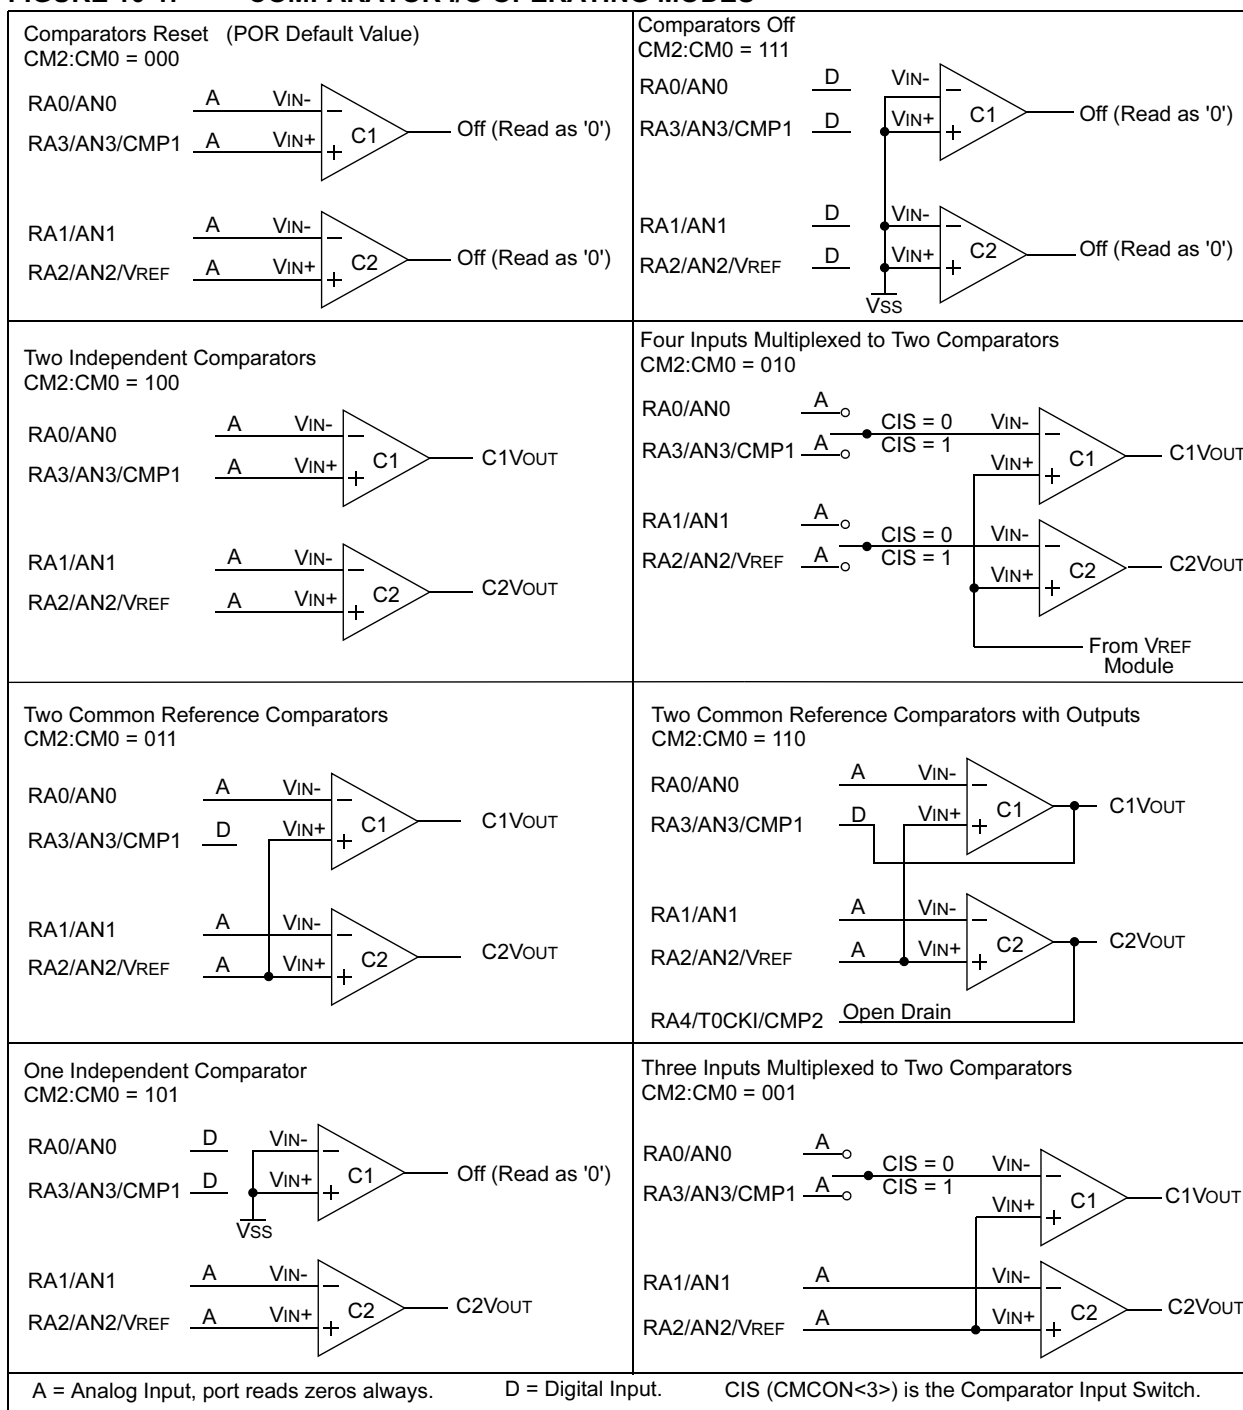 Comparators Reset (POR Default Value)
CM2:CM0 = 000
RA0/AN0 A VIN- −
RA3/AN3/CMP1 A VIN+ + C1 Off (Read as '0')
RA1/AN1 A VIN- −
RA2/AN2/VREF A VIN+ + C2 Off (Read as '0')
Comparators Off
CM2:CM0 = 111
RA0/AN0 D VIN- −
RA3/AN3/CMP1 D VIN+ + C1 Off (Read as '0')
RA1/AN1 D VIN- −
RA2/AN2/VREF D VIN+ + C2 Off (Read as '0')
VSS
Two Independent Comparators
CM2:CM0 = 100
RA0/AN0 A VIN- −
RA3/AN3/CMP1 A VIN+ + C1 C1VOUT
RA1/AN1 A VIN- −
RA2/AN2/VREF A VIN+ + C2 C2VOUT
Four Inputs Multiplexed to Two Comparators
CM2:CM0 = 010
RA0/AN0 A CIS = 0 VIN- −
RA3/AN3/CMP1 A CIS = 1 VIN+ + C1 C1VOUT
RA1/AN1 A CIS = 0 VIN- −
RA2/AN2/VREF A CIS = 1 VIN+ + C2 C2VOUT
From VREF
Module
Two Common Reference Comparators
CM2:CM0 = 011
RA0/AN0 A VIN- −
RA3/AN3/CMP1 D VIN+ + C1 C1VOUT
RA1/AN1 A VIN- −
RA2/AN2/VREF A VIN+ + C2 C2VOUT
Two Common Reference Comparators with Outputs
CM2:CM0 = 110
RA0/AN0 A VIN- −
RA3/AN3/CMP1 D VIN+ + C1 C1VOUT
RA1/AN1 A VIN- −
RA2/AN2/VREF A VIN+ + C2 C2VOUT
RA4/T0CKI/CMP2 Open Drain
One Independent Comparator
CM2:CM0 = 101
RA0/AN0 D VIN- −
RA3/AN3/CMP1 D VIN+ + C1 Off (Read as '0')
VSS
RA1/AN1 A VIN- −
RA2/AN2/VREF A VIN+ + C2 C2VOUT
Three Inputs Multiplexed to Two Comparators
CM2:CM0 = 001
RA0/AN0 A CIS = 0 VIN- −
RA3/AN3/CMP1 A CIS = 1 VIN+ + C1 C1VOUT
RA1/AN1 A VIN- −
RA2/AN2/VREF A VIN+ + C2 C2VOUT
A = Analog Input, port reads zeros always. D = Digital Input. CIS (CMCON<3>) is the Comparator Input Switch.